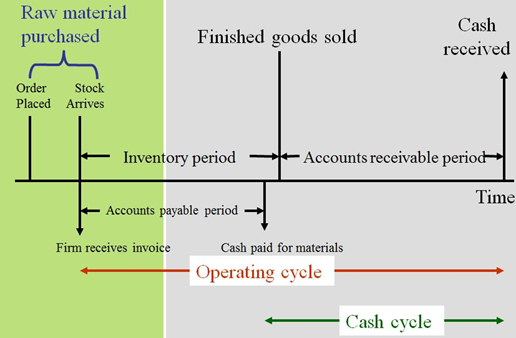 Raw material
purchased
Finished goods sold
Cash
received
Order
Placed
Stock
Arrives
Inventory period
Accounts receivable period
Time
Accounts payable period
Firm receives invoice
Cash paid for materials
Operating cycle
Cash cycle